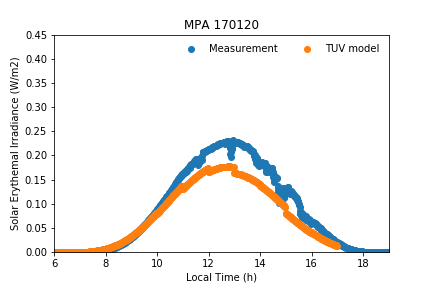 MPA 170120
Measurement TUV model
0.45
0.40
0.35
0.30
0.25
0.20
0.15
0.10
0.05
0.00
Solar Erythemal Irradiance (W/m2)
6 8 10 12 14 16 18
Local Time (h)